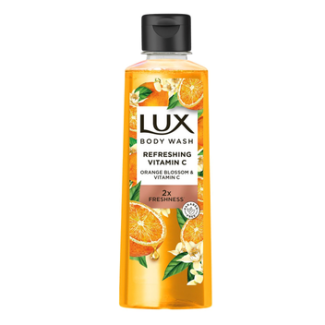 LUX
BODY WASH
REFRESHING
VITAMIN C
ORANGE BLOSSOM &
VITAMIN C
2x
FRESHNESS